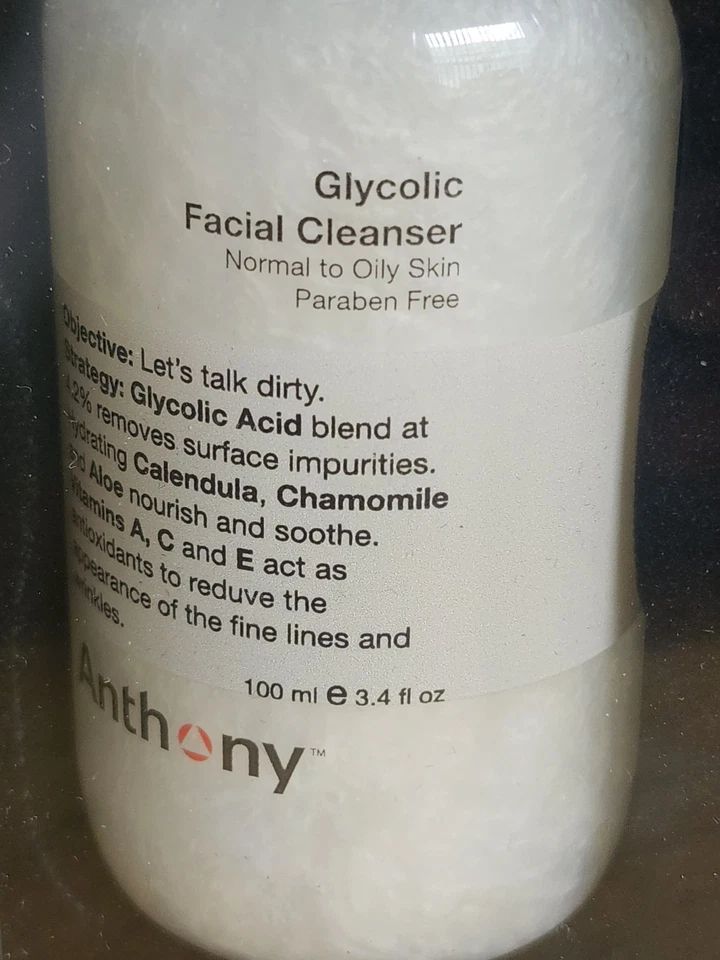 Glycolic
Facial Cleanser
Normal to Oily Skin
Paraben Free
Objective: Let's talk dirty.
Strategy: Glycolic Acid blend at
removes surface impurities.
Hydrating Calendula, Chamomile
and Aloe nourish and soothe.
Vitamins A, C and E act as
antioxidants to reduve the
appearance of the fine lines and
wrinkles.
100 ml e 3.4 fl oz
Anthony™